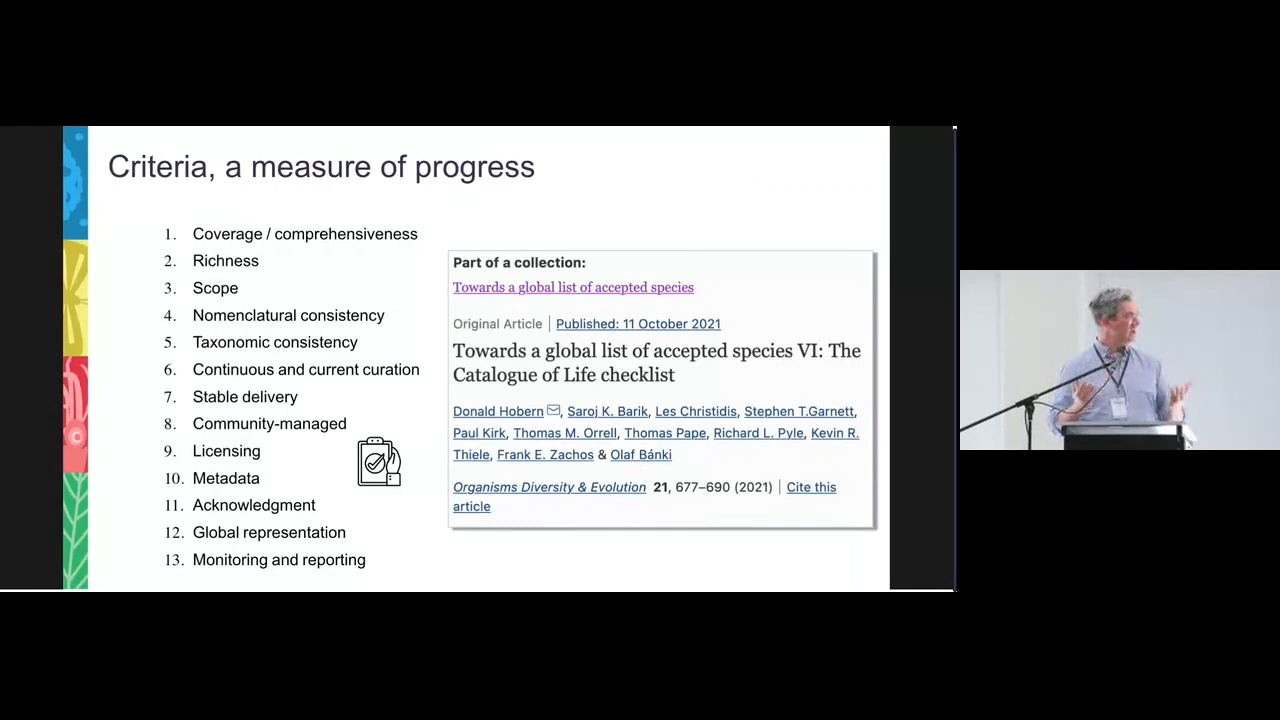 Criteria, a measure of progress
1. Coverage / comprehensiveness
2. Richness
3. Scope
4. Nomenclatural consistency
5. Taxonomic consistency
6. Continuous and current curation
7. Stable delivery
8. Community-managed
9. Licensing
10. Metadata
11. Acknowledgment
12. Global representation
13. Monitoring and reporting
Part of a collection:
Towards a global list of accepted species
Original Article | Published: 11 October 2021
Towards a global list of accepted species VI: The
Catalogue of Life checklist
Donald Hobern, Saroj K. Barik, Les Christidis, Stephen T.Garnett,
Paul Kirk, Thomas M. Orrell, Thomas Pape, Richard L. Pyle, Kevin R.
Thiele, Frank E. Zachos & Olaf Bánki
Organisms Diversity & Evolution 21, 677–690 (2021) | Cite this
article